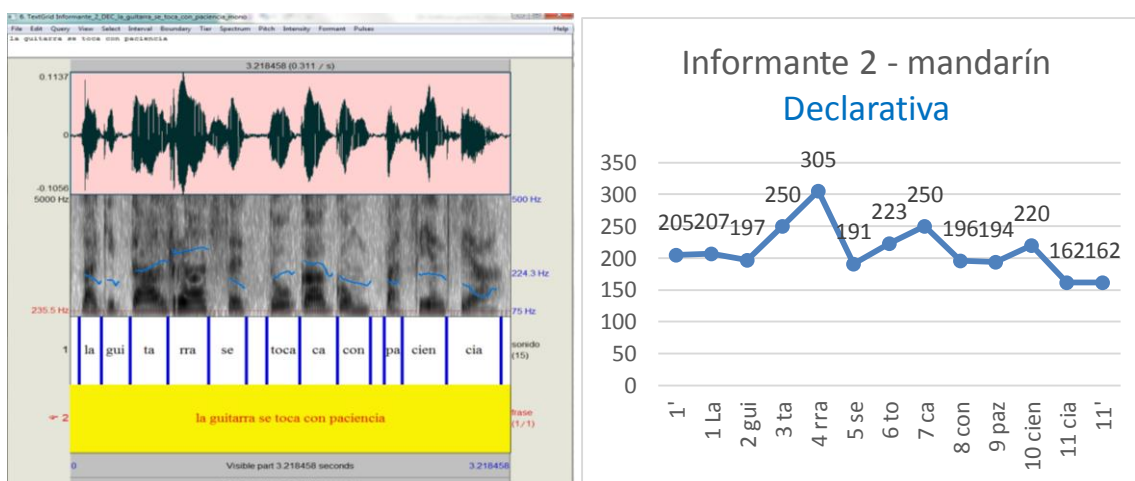 6. TextGrid Informante_2_DEC_la_guitarra_se_toca_con_paciencia_mono
File Edit Query View Select Interval Boundary Tier Spectrum Pitch Intensity Formant Pulses Help
la guitarra se toca con paciencia
3.218458 (0.311 / s)
0.1137
0
-0.1056
5000 Hz
500 Hz
224.3 Hz
235.5 Hz
75 Hz
1
la gui ta rra se toca ca con pa cien cia
sonido
(15)
2
la guitarra se toca con paciencia
frase
(1/1)
0
Visible part 3.218458 seconds
3.218458
Informante 2 - mandarín
Declarativa
350
300
250
200
150
100
50
0
205 207 197 250 305 191 223 250 196 194 220 162 162
1'
1 La
2 gui
3 ta
4 rra
5 se
6 to
7 ca
8 con
9 paz
10 cien
11 cia
11'